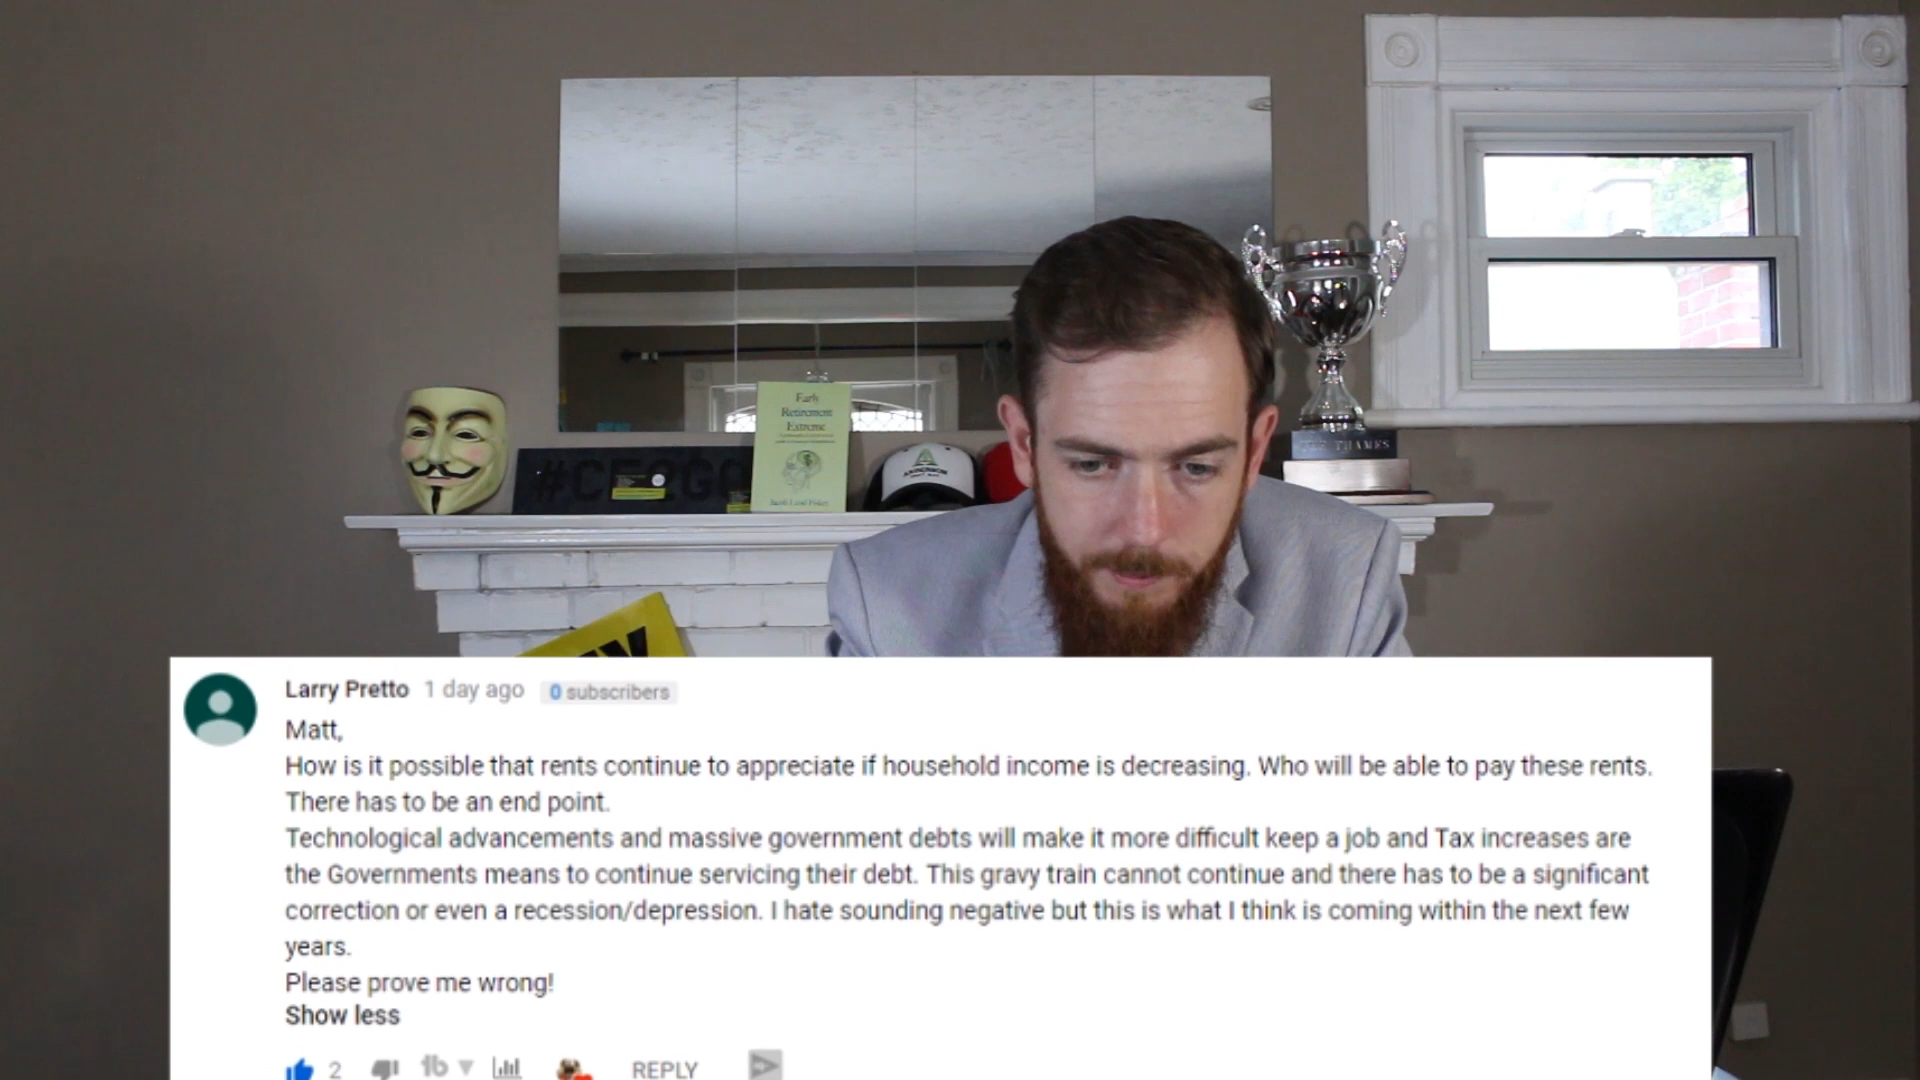 Early
Retirement
Extreme
Larry Pretto 1 day ago 0 subscribers
Matt,
How is it possible that rents continue to appreciate if household income is decreasing. Who will be able to pay these rents.
There has to be an end point.
Technological advancements and massive government debts will make it more difficult keep a job and Tax increases are
the Governments means to continue servicing their debt. This gravy train cannot continue and there has to be a significant
correction or even a recession/depression. I hate sounding negative but this is what I think is coming within the next few
years.
Please prove me wrong!
Show less
2 REPLY